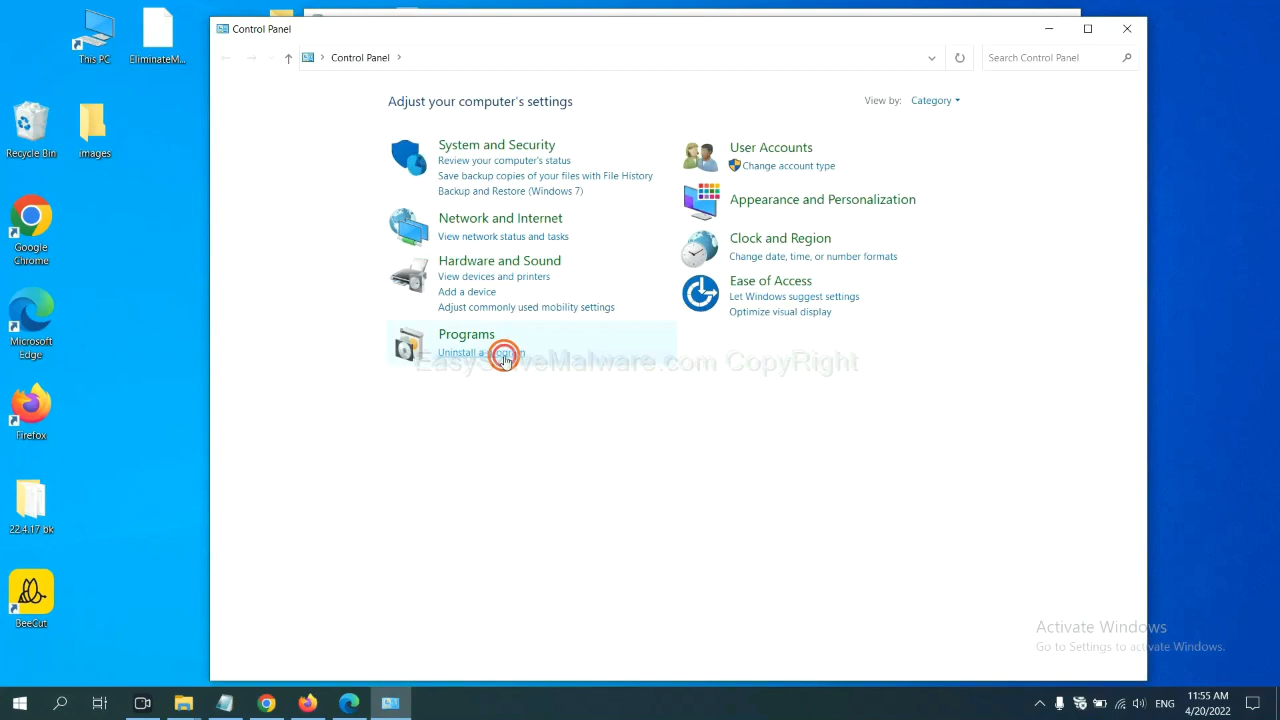 Control Panel
This PC
EliminateM...
Control Panel
Search Control Panel
Recycle Bin
images
Adjust your computer's settings
View by: Category
System and Security
Review your computer's status
Save backup copies of your files with File History
Backup and Restore (Windows 7)
Network and Internet
View network status and tasks
Hardware and Sound
View devices and printers
Add a device
Adjust commonly used mobility settings
Programs
Uninstall a program
User Accounts
Change account type
Appearance and Personalization
Clock and Region
Change date, time, or number formats
Ease of Access
Let Windows suggest settings
Optimize visual display
Google
Chrome
Microsoft
Edge
EasySolveMalware.com CopyRight
Firefox
22.4.17 bk
BeeCut
Activate Windows
Go to Settings to activate Windows.
ENG
11:55 AM
4/20/2022